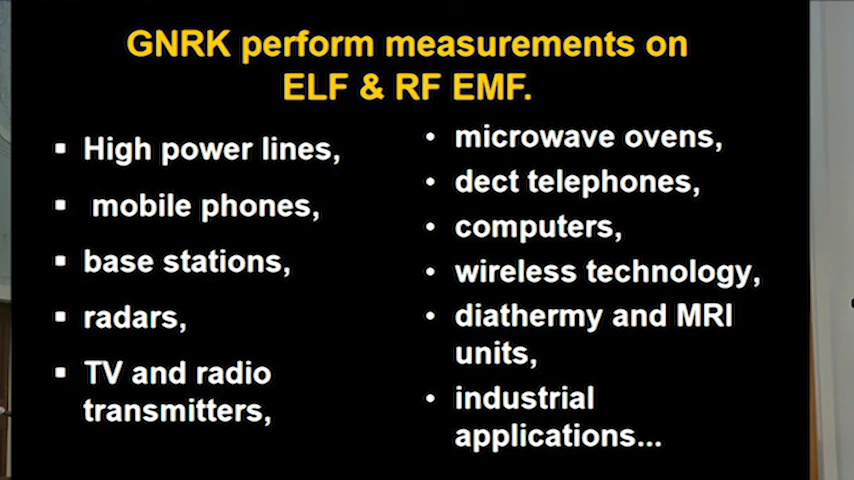 GNRK perform measurements on
ELF & RF EMF.
▪ High power lines,
▪ mobile phones,
▪ base stations,
▪ radars,
▪ TV and radio
transmitters,
• microwave ovens,
• dect telephones,
• computers,
• wireless technology,
• diathermy and MRI
units,
• industrial
applications...